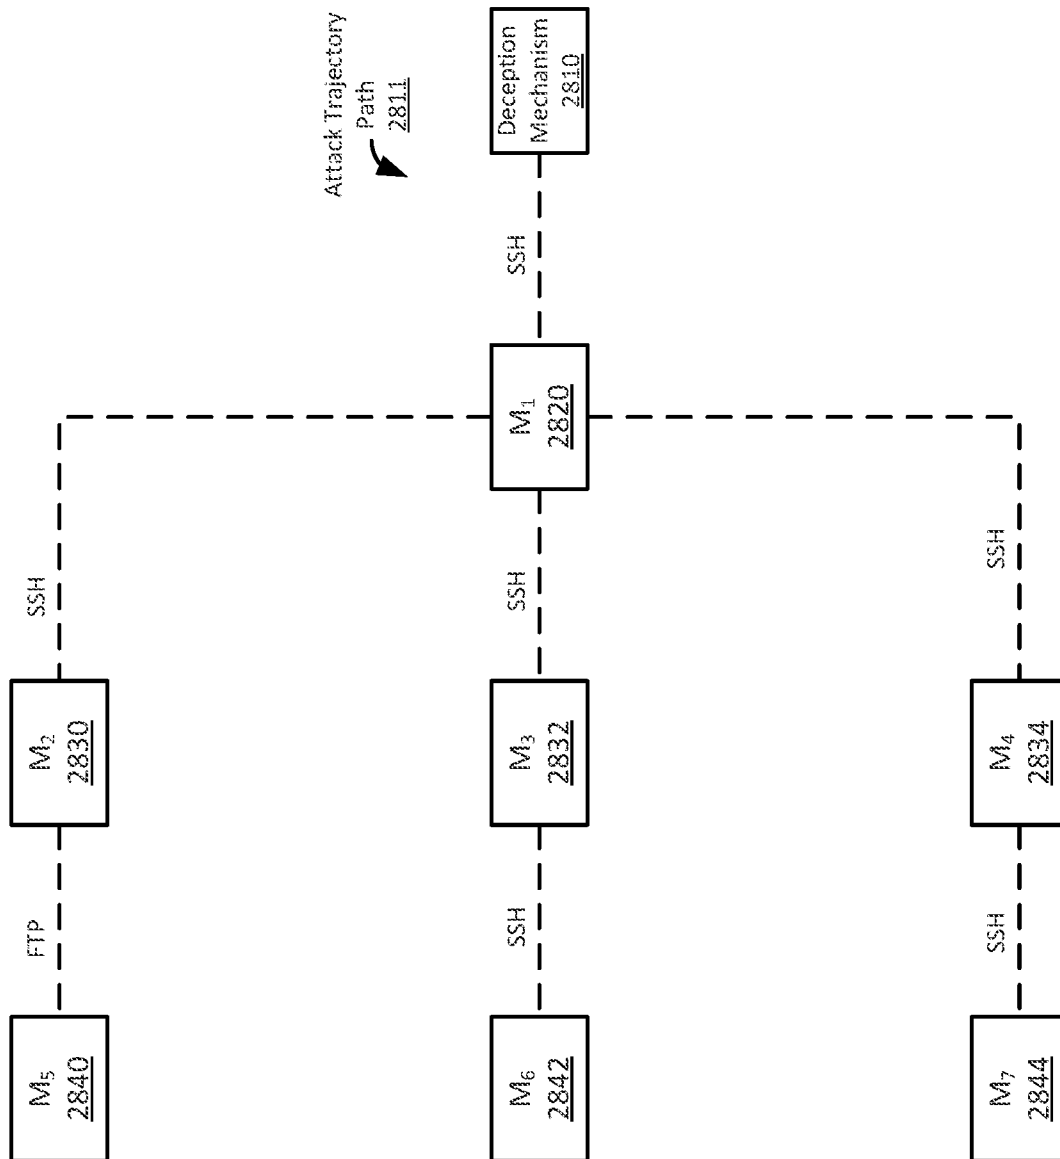 M₇
2844
M₆
2842
M₅
2840
SSH
SSH
FTP
M₄
2834
M₃
2832
M₂
2830
SSH
SSH
SSH
M₁
2820
SSH
Attack Trajectory
Path
2811
Deception
Mechanism
2810